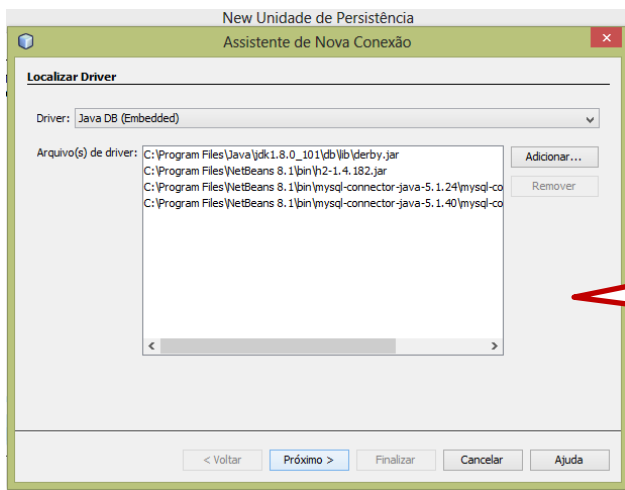 New Unidade de Persistência
Assistente de Nova Conexão
Localizar Driver
Driver: Java DB (Embedded)
Arquivo(s) de driver:
C:\Program Files\Java\jdk1.8.0_101\db\lib\derby.jar
C:\Program Files\NetBeans 8.1\bin\h2-1.4.182.jar
C:\Program Files\NetBeans 8.1\bin\mysql-connector-java-5.1.24\mysql-co
C:\Program Files\NetBeans 8.1\bin\mysql-connector-java-5.1.40\mysql-co
Adicionar...
Remover
< Voltar Próximo > Finalizar Cancelar Ajuda